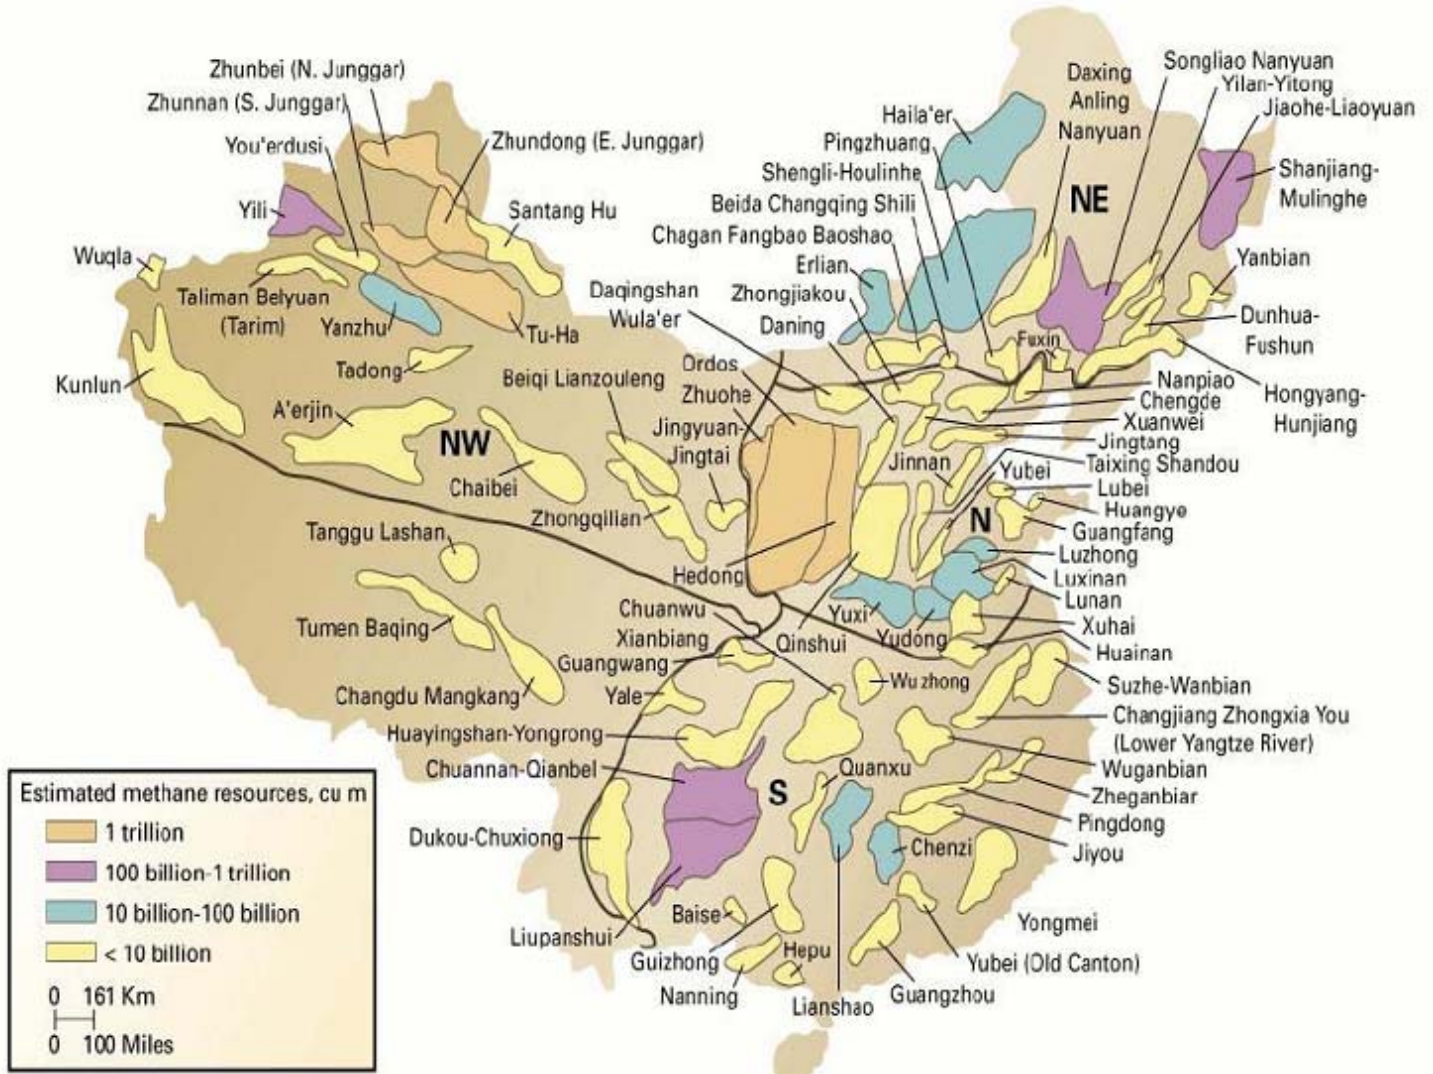 Zhunbei (N. Junggar)
Zhunnan (S. Junggar)
You'erdusi
Zhundong (E. Junggar)
Yili
Santang Hu
Wuqla
Taliman Belyuan
(Tarim)
Yanzhu
Tu-Ha
Tadong
Kunlun
A'erjin
NW
Chaibei
Beiqi Lianzouleng
Zhongqilian
Tanggu Lashan
Tumen Baqing
Changdu Mangkang
Daxing
Anling
Nanyuan
Songliao Nanyuan
Yilan-Yitong
Jiaohe-Liaoyuan
Haila'er
Pingzhuang
Shengli-Houlinhe
Beida Changqing Shili
Chagan Fangbao Baoshao
Erlian
Zhongjiakou
Daning
Daqingshan
Wula'er
NE
Shanjiang-
Mulinghe
Yanbian
Dunhua-
Fushun
Hongyang-
Hunjiang
Fuxin
Nanpiao
Chengde
Xuanwei
Jingtang
Taixing Shandou
Ordos
Zhuohe
Jingyuan-
Jingtai
Hedong
Jinnan
Yubei
N
Lubei
Huangye
Guangfang
Luzhong
Luxinan
Lunan
Xuhai
Huainan
Yuxi
Yudong
Qinshui
Chuanwu
Xianbiang
Guangwang
Yale
Wu zhong
Suzhe-Wanbian
Changjiang Zhongxia You
(Lower Yangtze River)
Wuganbian
Zheganbiar
Pingdong
Jiyou
Huayingshan-Yongrong
Chuannan-Qianbel
Quanxu
S
Dukou-Chuxiong
Chenzi
Liupanshui
Baise
Guizhong
Nanning
Hepu
Lianshao
Guangzhou
Yubei (Old Canton)
Yongmei
Estimated methane resources, cu m
1 trillion
100 billion-1 trillion
10 billion-100 billion
< 10 billion
0 161 Km
0 100 Miles